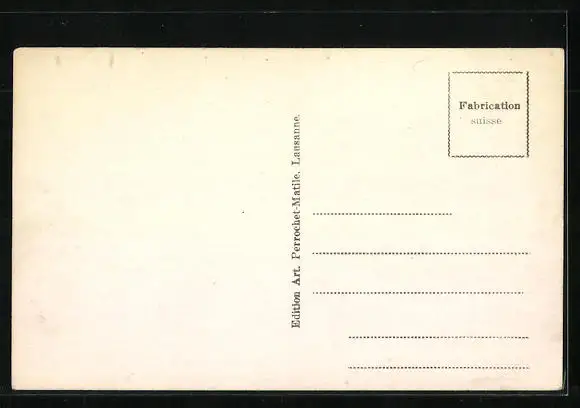 Fabrication
suisse
Edition Art. Perrochet-Matile, Lausanne.